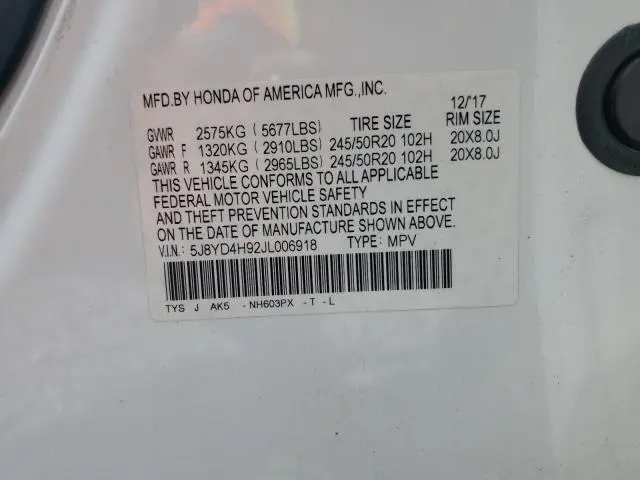 MFD.BY HONDA OF AMERICA MFG.,INC.
12/'17
GVWR 2575KG ( 5677LBS) TIRE SIZE RIM SIZE
GAWR F 1320KG ( 2910LBS) 245/50R20 102H 20X8.0J
GAWR R 1345KG ( 2965LBS) 245/50R20 102H 20X8.0J
THIS VEHICLE CONFORMS TO ALL APPLICABLE
FEDERAL MOTOR VEHICLE SAFETY
AND THEFT PREVENTION STANDARDS IN EFFECT
ON THE DATE OF MANUFACTURE SHOWN ABOVE.
V.I.N.: 5J8YD4H92JL006918 TYPE: MPV
TYS J AK5 -NH603PX -T -L